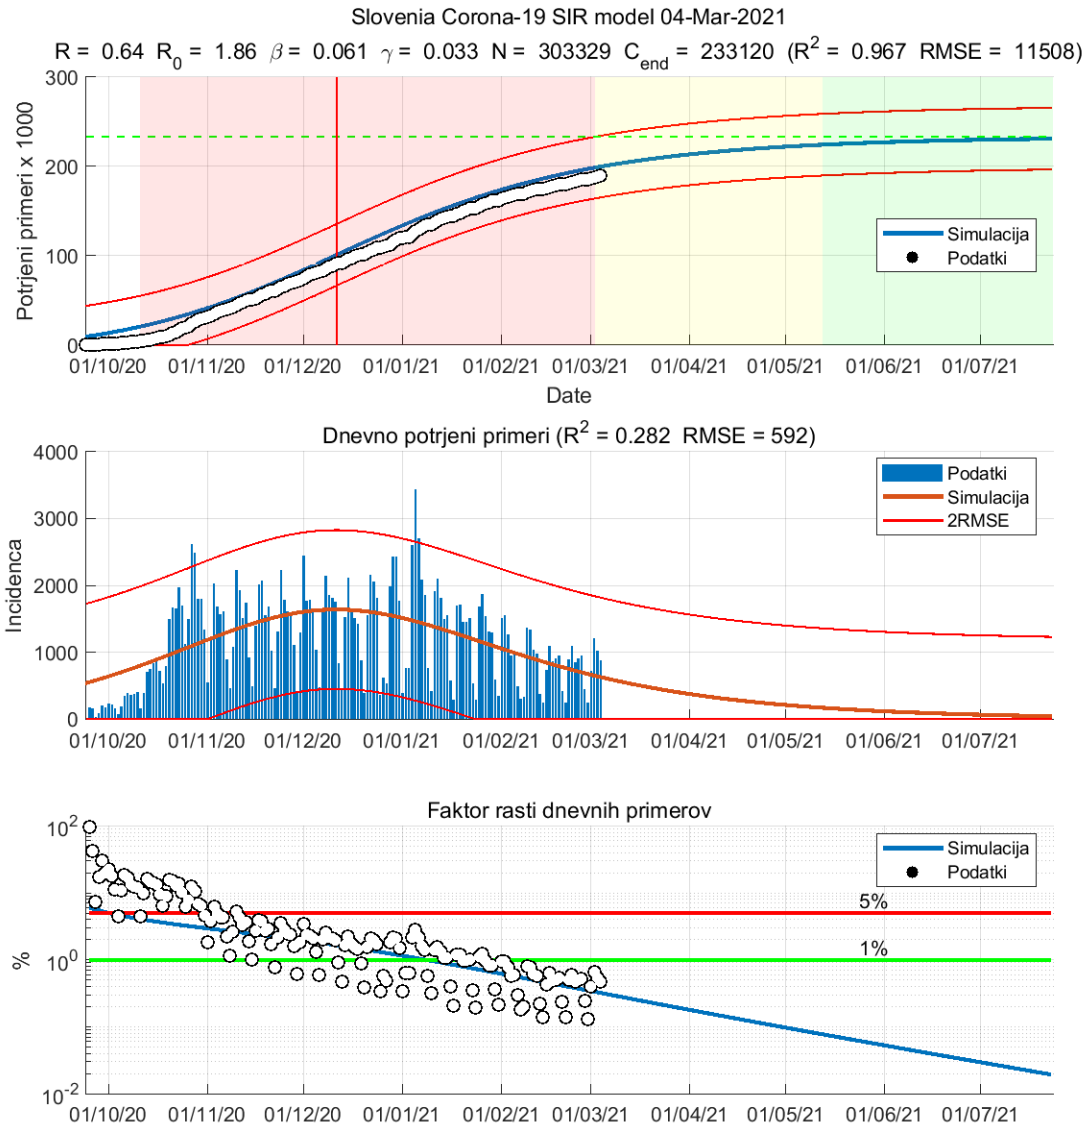 Slovenia Corona-19 SIR model 04-Mar-2021
R = 0.64 R0 = 1.86 β = 0.061 γ = 0.033 N = 303329 Cend = 233120 (R2 = 0.967 RMSE = 11508)
300
200
100
0
Potrjeni primeri x 1000
Simulacija
Podatki
01/10/20 01/11/20 01/12/20 01/01/21 01/02/21 01/03/21 01/04/21 01/05/21 01/06/21 01/07/21
Date
Dnevno potrjeni primeri (R2 = 0.282 RMSE = 592)
4000
3000
2000
1000
0
Incidenca
Podatki
Simulacija
2RMSE
01/10/20 01/11/20 01/12/20 01/01/21 01/02/21 01/03/21 01/04/21 01/05/21 01/06/21 01/07/21
Faktor rasti dnevnih primerov
10^2
10^0
10^-2
%
Simulacija
Podatki
5%
1%
01/10/20 01/11/20 01/12/20 01/01/21 01/02/21 01/03/21 01/04/21 01/05/21 01/06/21 01/07/21